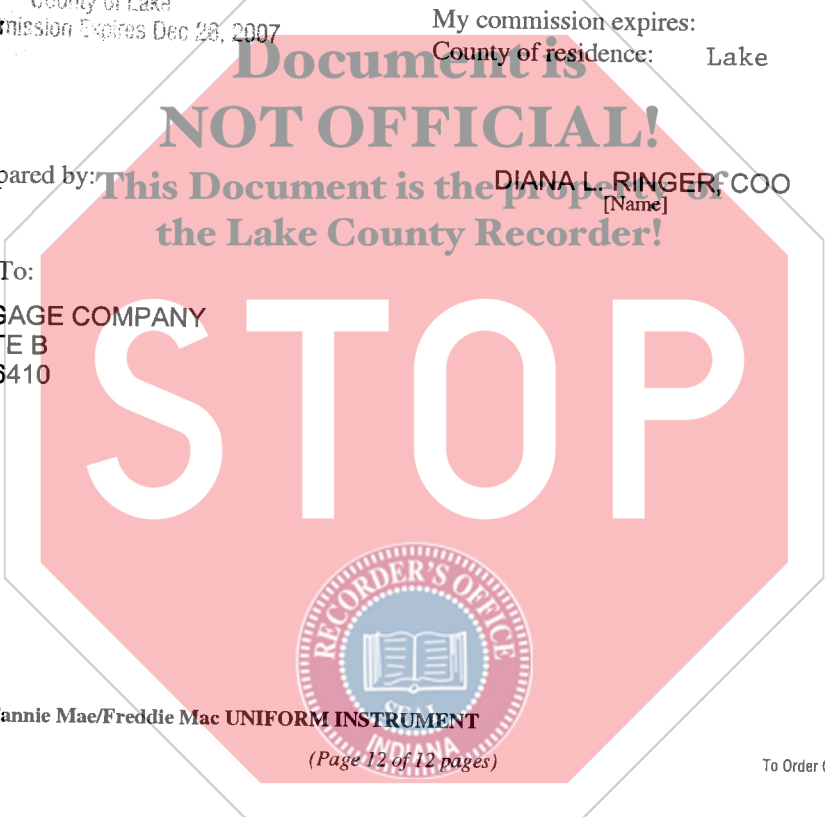 County of Lake
mission Expires Dec 28, 2007
My commission expires:
County of residence: Lake
Document is
NOT OFFICIAL!
pared by:
This Document is the property of
DIANA L. RINGER, COO
[Name]
the Lake County Recorder!
To:
GAGE COMPANY
TE B
6410
STOP
RECORDER'S OFFICE
SEAL
INDIANA
annie Mae/Freddie Mac UNIFORM INSTRUMENT
(Page 12 of 12 pages)
To Order